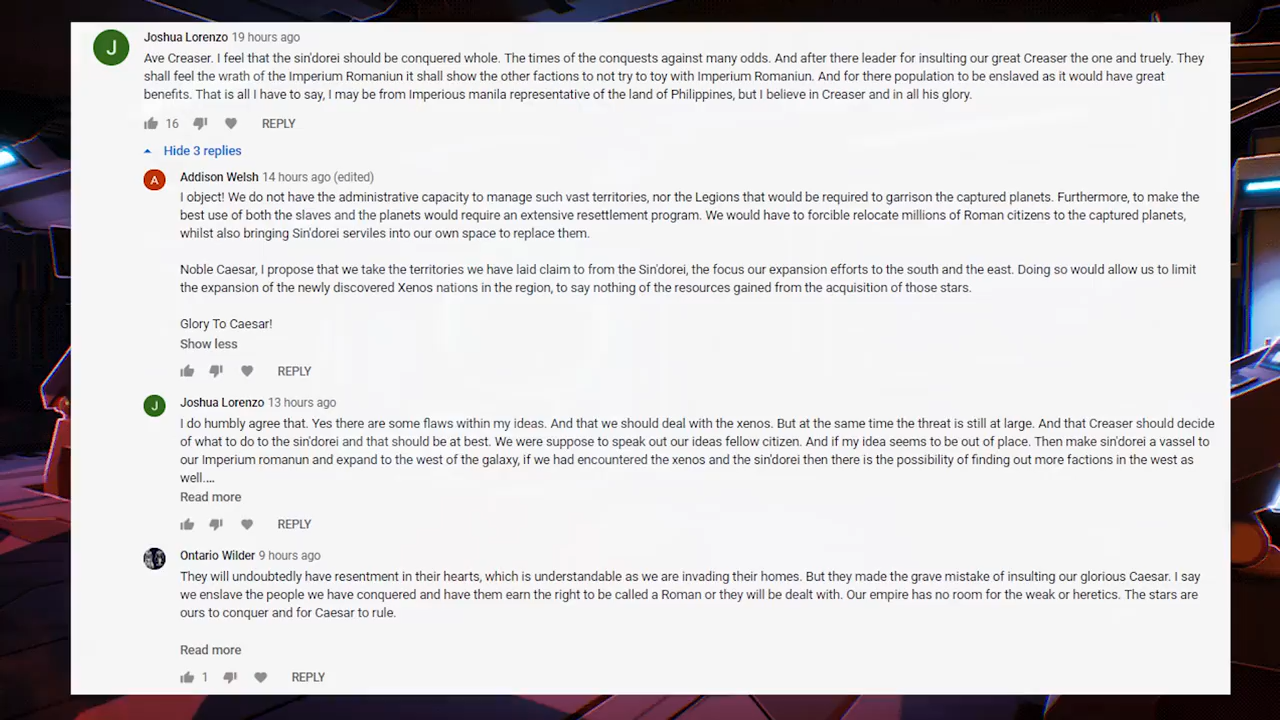 J
Joshua Lorenzo 19 hours ago
Ave Creaser. I feel that the sin'dorei should be conquered whole. The times of the conquests against many odds. And after there leader for insulting our great Creaser the one and truely. They
shall feel the wrath of the Imperium Romaniun it shall show the other factions to not try to toy with Imperium Romaniun. And for there population to be enslaved as it would have great
benefits. That is all I have to say, I may be from Imperious manila representative of the land of Philippines, but I believe in Creaser and in all his glory.
16 REPLY
Hide 3 replies
A
Addison Welsh 14 hours ago (edited)
I object! We do not have the administrative capacity to manage such vast territories, nor the Legions that would be required to garrison the captured planets. Furthermore, to make the
best use of both the slaves and the planets would require an extensive resettlement program. We would have to forcible relocate millions of Roman citizens to the captured planets,
whilst also bringing Sin'dorei serviles into our own space to replace them.
Noble Caesar, I propose that we take the territories we have laid claim to from the Sin'dorei, the focus our expansion efforts to the south and the east. Doing so would allow us to limit
the expansion of the newly discovered Xenos nations in the region, to say nothing of the resources gained from the acquisition of those stars.
Glory To Caesar!
Show less
REPLY
J
Joshua Lorenzo 13 hours ago
I do humbly agree that. Yes there are some flaws within my ideas. And that we should deal with the xenos. But at the same time the threat is still at large. And that Creaser should decide
of what to do to the sin'dorei and that should be at best. We were suppose to speak out our ideas fellow citizen. And if my idea seems to be out of place. Then make sin'dorei a vassel to
our Imperium romanun and expand to the west of the galaxy, if we had encountered the xenos and the sin'dorei then there is the possibility of finding out more factions in the west as
well....
Read more
REPLY
Ontario Wilder 9 hours ago
They will undoubtedly have resentment in their hearts, which is understandable as we are invading their homes. But they made the grave mistake of insulting our glorious Caesar. I say
we enslave the people we have conquered and have them earn the right to be called a Roman or they will be dealt with. Our empire has no room for the weak or heretics. The stars are
ours to conquer and for Caesar to rule.
Read more
1 REPLY